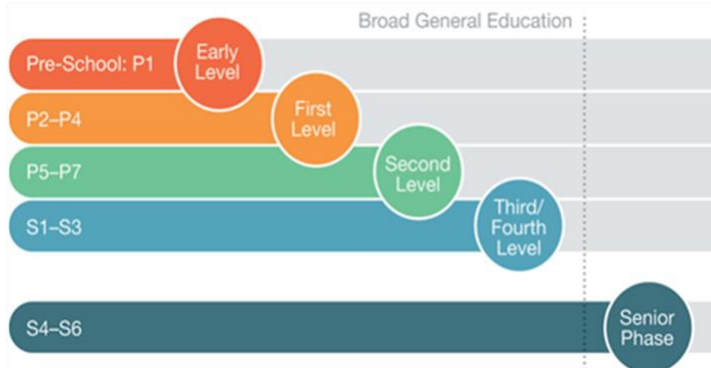 Broad General Education
Pre-School: P1
Early
Level
P2–P4
First
Level
P5–P7
Second
Level
S1–S3
Third/
Fourth
Level
S4–S6
Senior
Phase